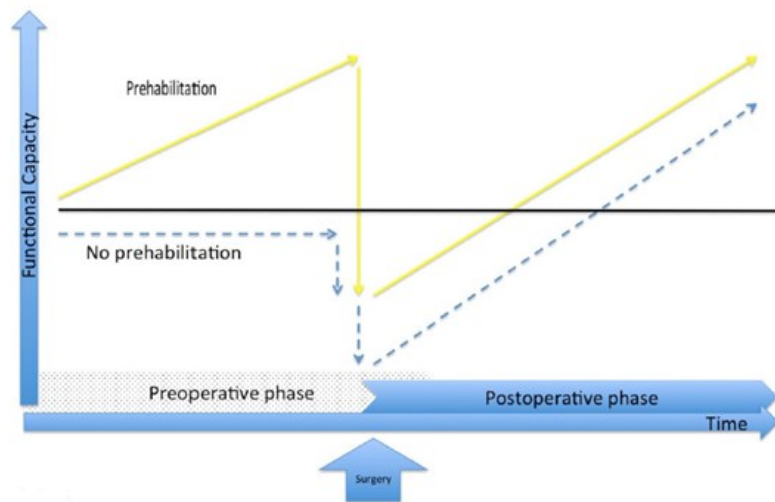 Prehabilitation
Functional Capacity
No prehabilitation
Preoperative phase
Postoperative phase
Time
Surgery